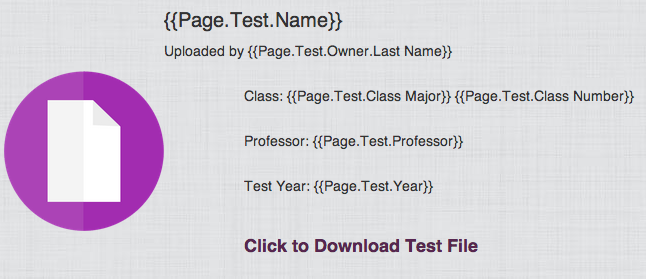 {{Page.Test.Name}}
Uploaded by {{Page.Test.Owner.Last Name}}
Class: {{Page.Test.Class Major}} {{Page.Test.Class Number}}
Professor: {{Page.Test.Professor}}
Test Year: {{Page.Test.Year}}
Click to Download Test File